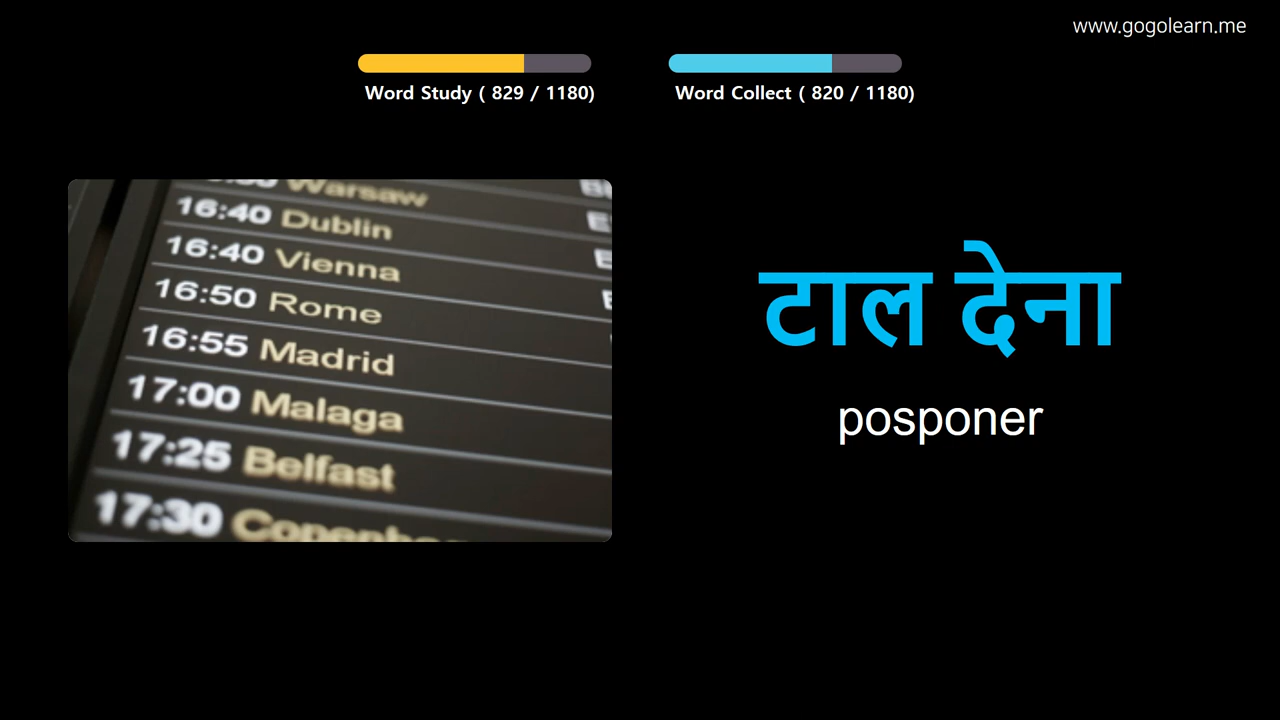 www.gogolearn.me
Word Study ( 829 / 1180)
Word Collect ( 820 / 1180)
Warsaw
16:40 Dublin
16:40 Vienna
16:50 Rome
16:55 Madrid
17:00 Malaga
17:25 Belfast
17:30
टाल देना
posponer